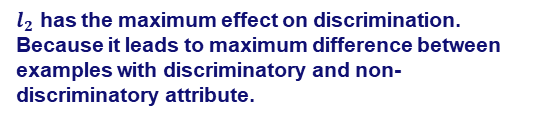 l₂ has the maximum effect on discrimination.
Because it leads to maximum difference between
examples with discriminatory and non-
discriminatory attribute.